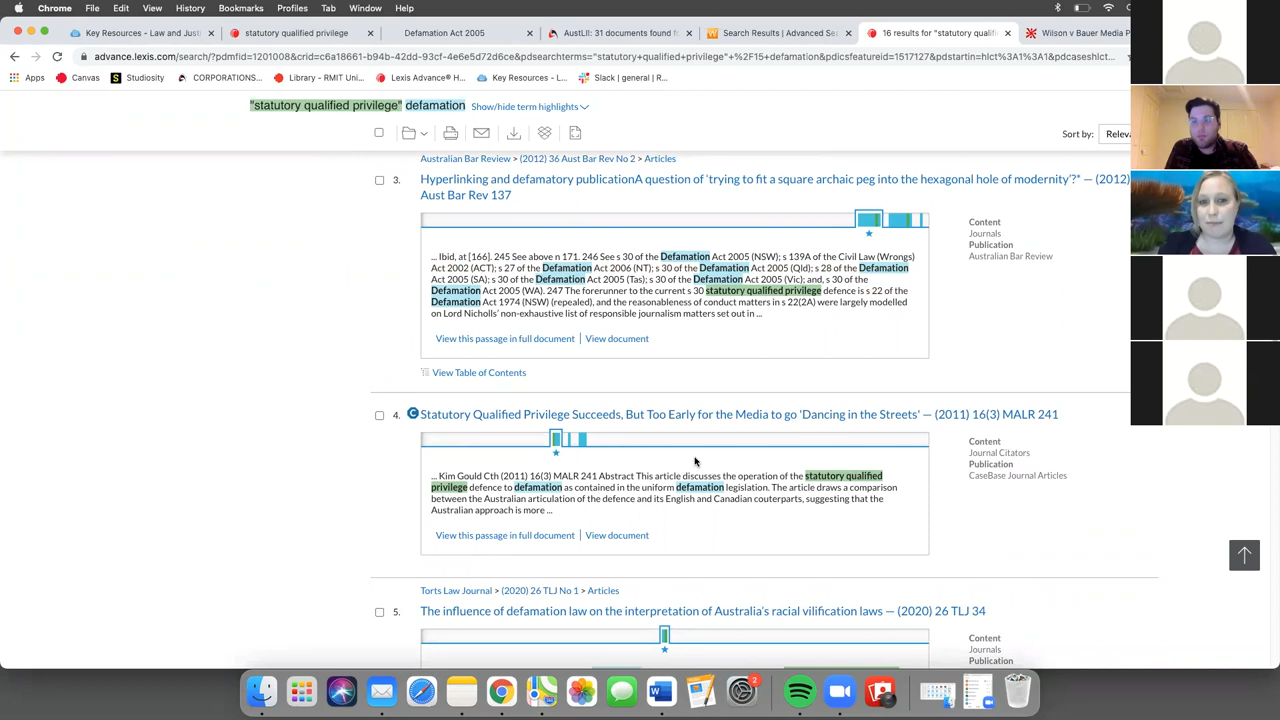 Chrome File Edit View History Bookmarks Profiles Tab Window Help
Key Resources - Law and Just
statutory qualified privilege
Defamation Act 2005
AustLII: 31 documents found fo
Search Results | Advanced Sea
16 results for "statutory qualif
Wilson v Bauer Media P
advance.lexis.com/search/?pdmfid=1201008&crid=c6a18661-b94b-42dd-93cf-4e6e5d72d6ce&pdsearchterms="statutory+qualified+privilege"+%2F15+defamation&pdicsfeatureid=1517127&pdstartin=hlct%3A1%3A1&pdcaseshlct...
Apps Canvas Studiosity CORPORATIONS... Library - RMIT Uni... Lexis Advance® H... Key Resources - L... Slack | general | R...
"statutory qualified privilege" defamation Show/hide term highlights
Sort by: Releva
Australian Bar Review > (2012) 36 Aust Bar Rev No 2 > Articles
3. Hyperlinking and defamatory publicationA question of 'trying to fit a square archaic peg into the hexagonal hole of modernity'?* — (2012)
Aust Bar Rev 137
Content
Journals
Publication
Australian Bar Review
... Ibid, at [166]. 245 See above n 171. 246 See s 30 of the Defamation Act 2005 (NSW); s 139A of the Civil Law (Wrongs)
Act 2002 (ACT); s 27 of the Defamation Act 2006 (NT); s 30 of the Defamation Act 2005 (Qld); s 28 of the Defamation
Act 2005 (SA); s 30 of the Defamation Act 2005 (Tas); s 30 of the Defamation Act 2005 (Vic); and, s 30 of the
Defamation Act 2005 (WA). 247 The forerunner to the current s 30 statutory qualified privilege defence is s 22 of the
Defamation Act 1974 (NSW) (repealed), and the reasonableness of conduct matters in s 22(2A) were largely modelled
on Lord Nicholls' non-exhaustive list of responsible journalism matters set out in ...
View this passage in full document | View document
View Table of Contents
4. C Statutory Qualified Privilege Succeeds, But Too Early for the Media to go 'Dancing in the Streets' — (2011) 16(3) MALR 241
Content
Journal Citators
Publication
CaseBase Journal Articles
... Kim Gould Cth (2011) 16(3) MALR 241 Abstract This article discusses the operation of the statutory qualified
privilege defence to defamation as contained in the uniform defamation legislation. The article draws a comparison
between the Australian articulation of the defence and its English and Canadian couterparts, suggesting that the
Australian approach is more ...
View this passage in full document | View document
Torts Law Journal > (2020) 26 TLJ No 1 > Articles
5. The influence of defamation law on the interpretation of Australia's racial vilification laws — (2020) 26 TLJ 34
Content
Journals
Publication
2